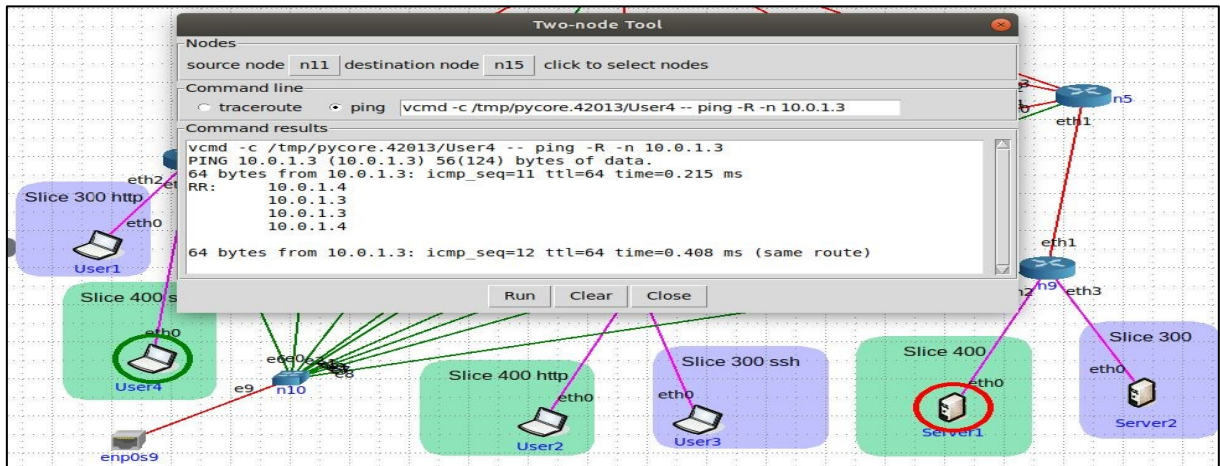 Two-node Tool
Nodes
source node n11 destination node n15 click to select nodes
Command line
traceroute ping vcmd -c /tmp/pycore.42013/User4 -- ping -R -n 10.0.1.3
Command results
vcmd -c /tmp/pycore.42013/User4 -- ping -R -n 10.0.1.3
PING 10.0.1.3 (10.0.1.3) 56(124) bytes of data.
64 bytes from 10.0.1.3: icmp_seq=11 ttl=64 time=0.215 ms
RR: 10.0.1.4
10.0.1.3
10.0.1.3
10.0.1.4
64 bytes from 10.0.1.3: icmp_seq=12 ttl=64 time=0.408 ms (same route)
Run Clear Close
n5
eth1
eth2
Slice 300 http
eth0
User1
Slice 400
eth0
User4
e9
e8
n10
enp0s9
Slice 400 http
eth0
User2
Slice 300 ssh
eth0
User3
eth1
n9
eth3
Slice 400
eth0
Server1
Slice 300
eth0
Server2